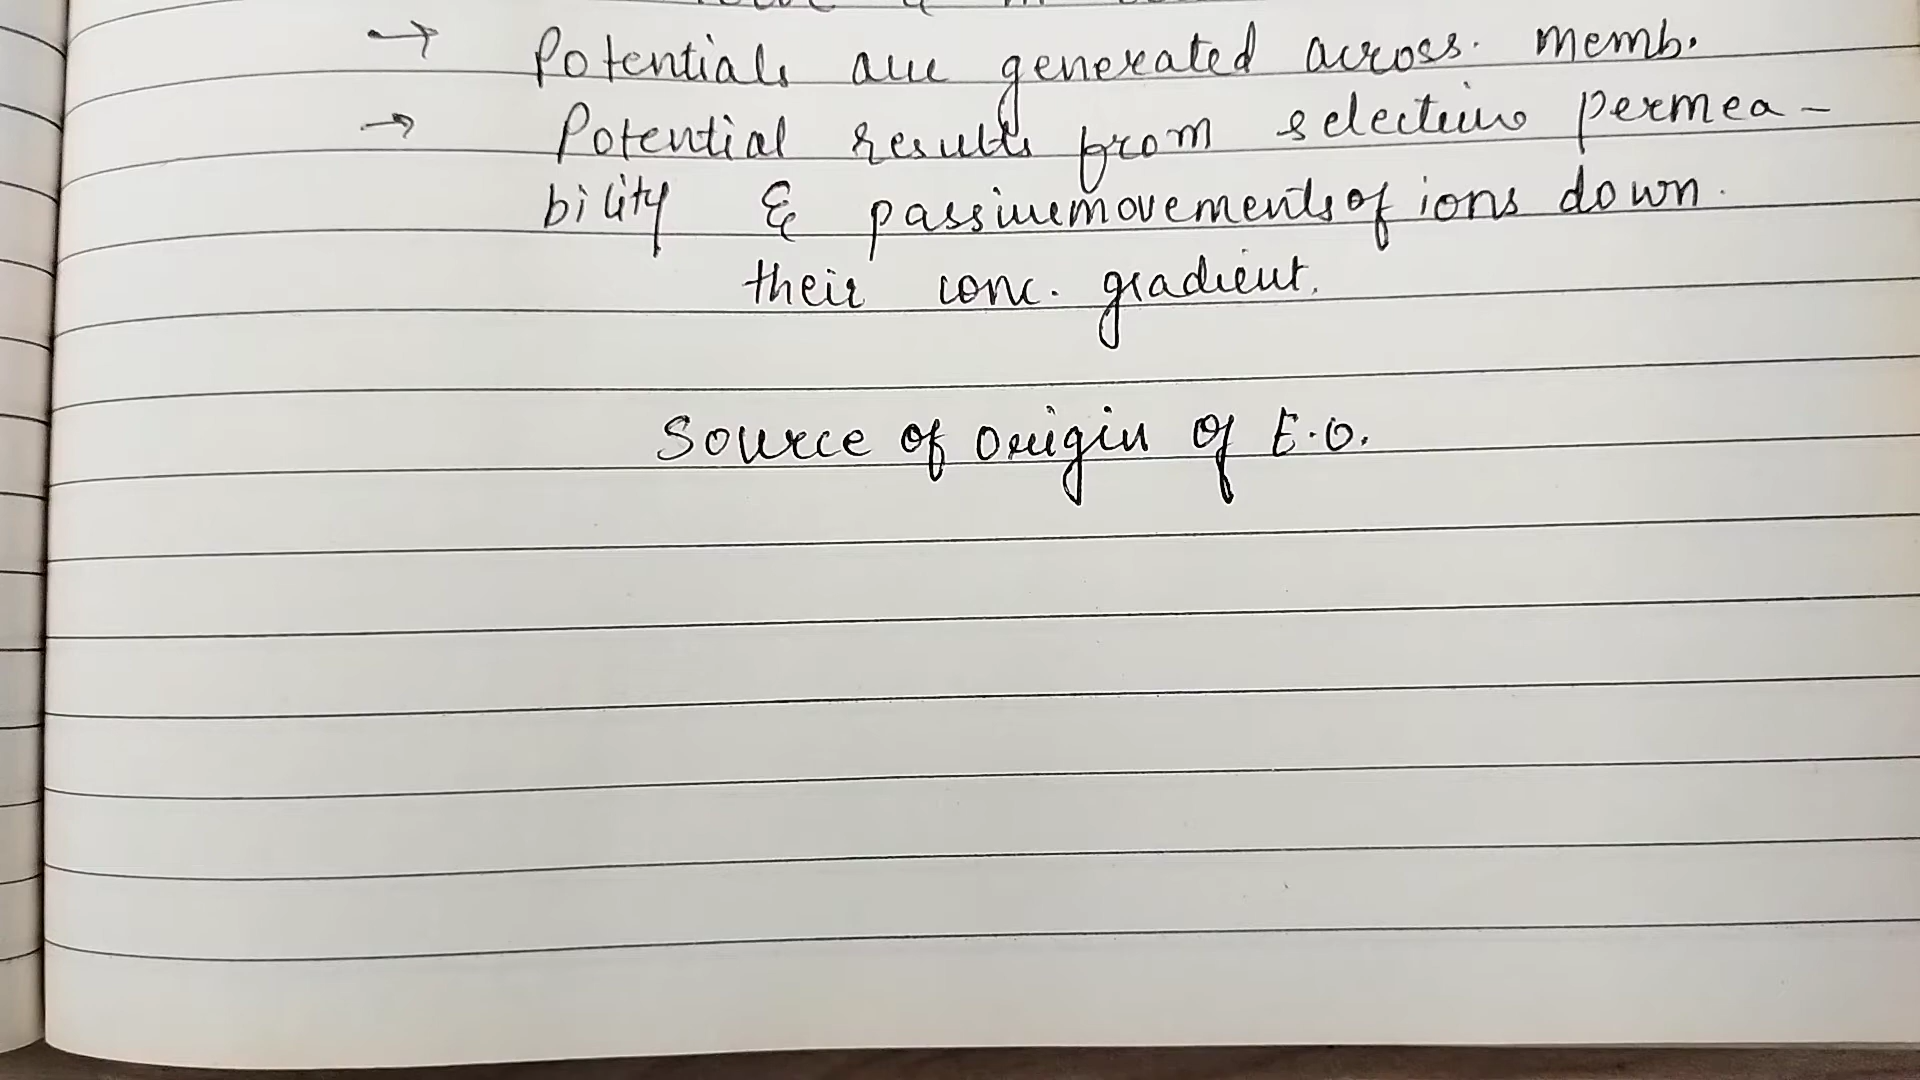 → Potentials are generated across. memb.
→ Potential results from selective permea-
bility & passive movements of ions down.
their conc. gradient.
Source of Origin of E.O.